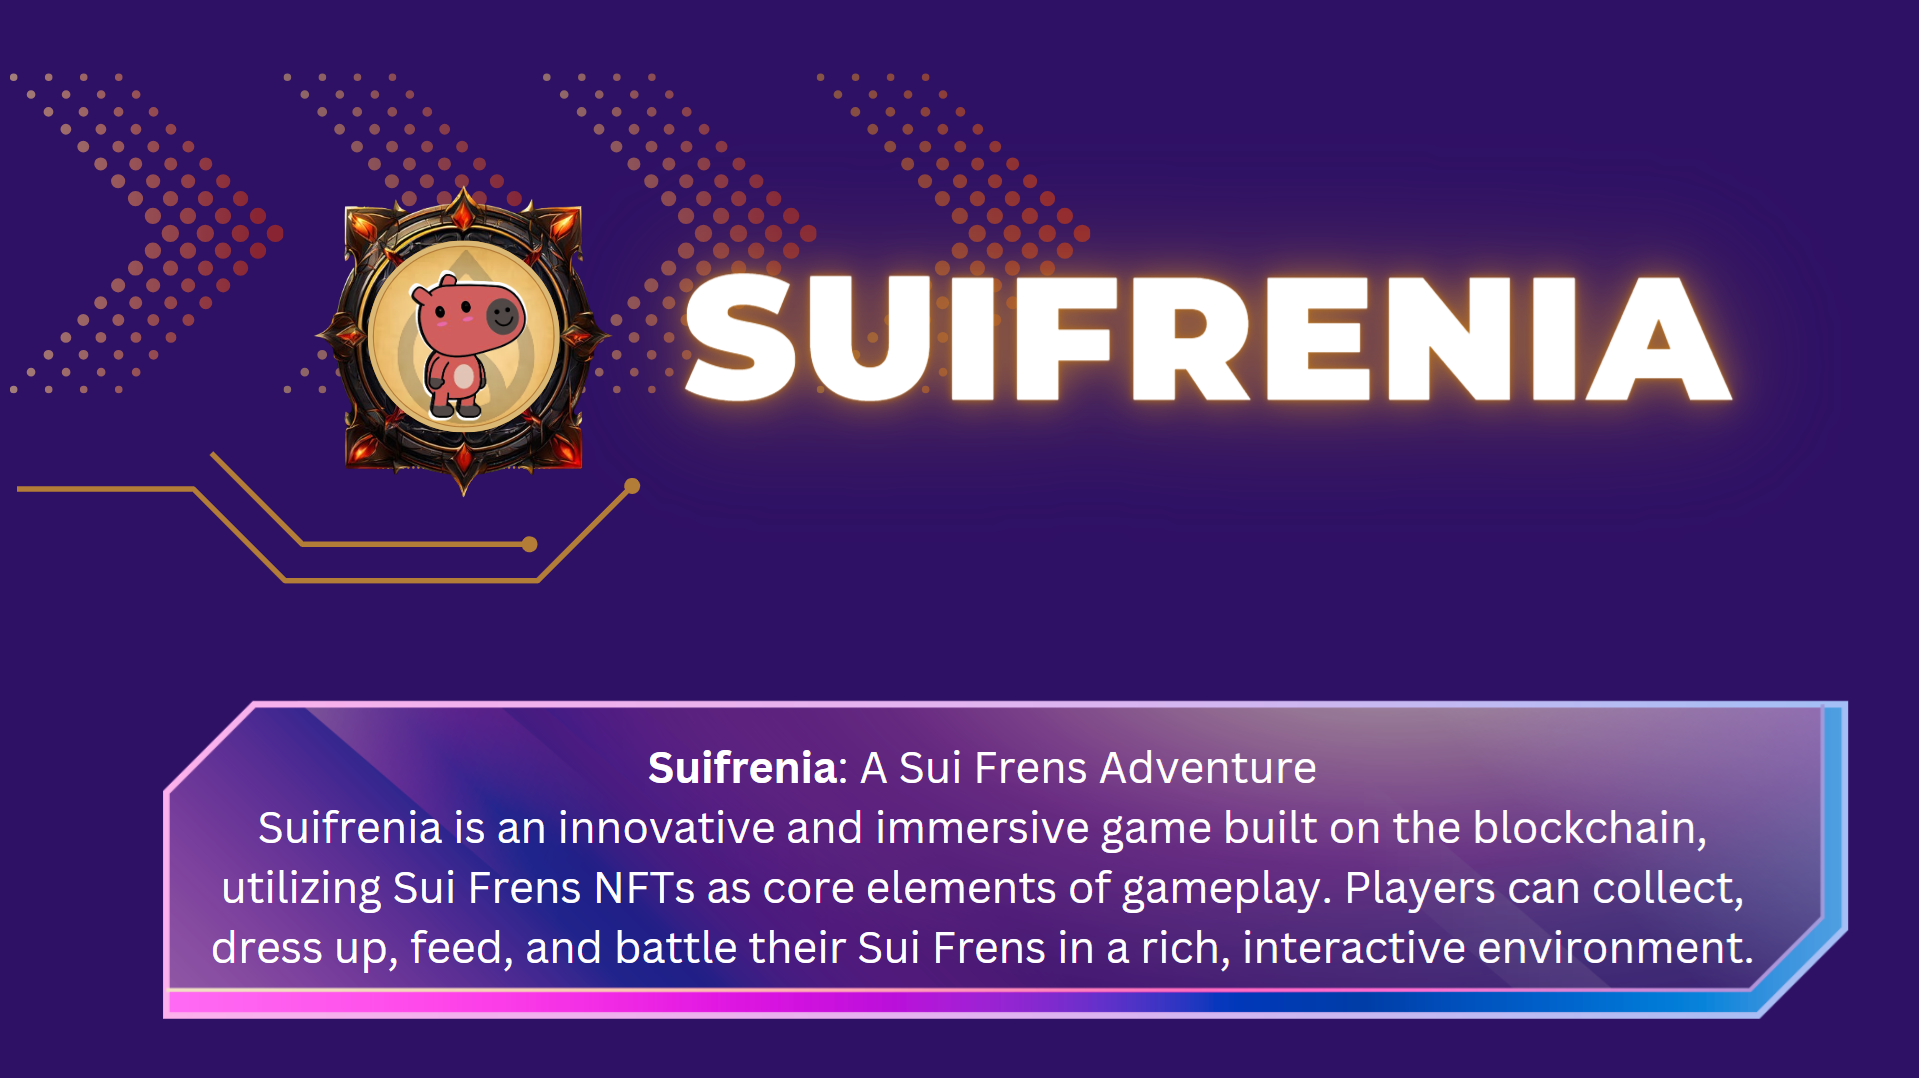 SUIFRENIA
Suifrenia: A Sui Frens Adventure
Suifrenia is an innovative and immersive game built on the blockchain,
utilizing Sui Frens NFTs as core elements of gameplay. Players can collect,
dress up, feed, and battle their Sui Frens in a rich, interactive environment.